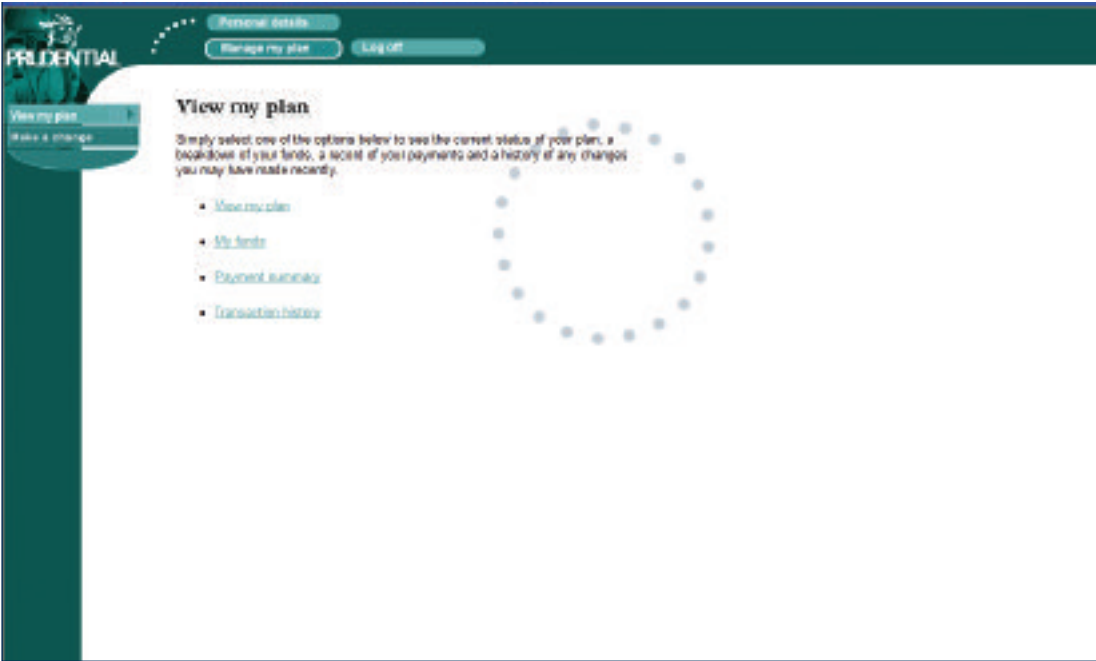 Personal details
PRUDENTIAL
Manage my plan
Log off
View my plan
Make a change
View my plan
Simply select one of the options below to see the current status of your plan, a
breakdown of your funds, a record of your payments and a history of any changes
you may have made recently.
View my plan
My funds
Payment summary
Transaction history